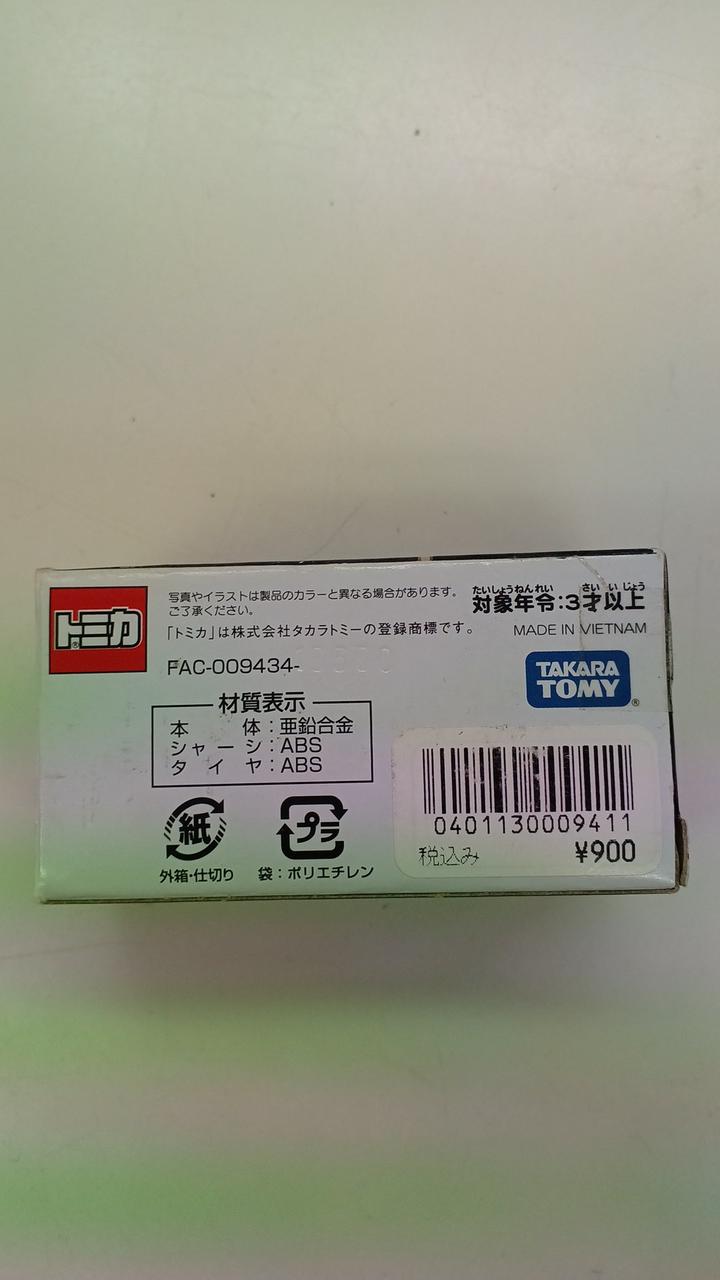 トミカ®
写真やイラストは製品のカラーと異なる場合があります。
ご了承ください。
「トミカ」は株式会社タカラトミーの登録商標です。
FAC-009434-
たいしょうねんれい さいいじょう
対象年令:3才以上
MADE IN VIETNAM
TAKARA
TOMY®
材質表示
本体:亜鉛合金
シャーシ:ABS
タイヤ:ABS
紙
外箱・仕切り
プラ
袋:ポリエチレン
0401130009411
税込み ¥900